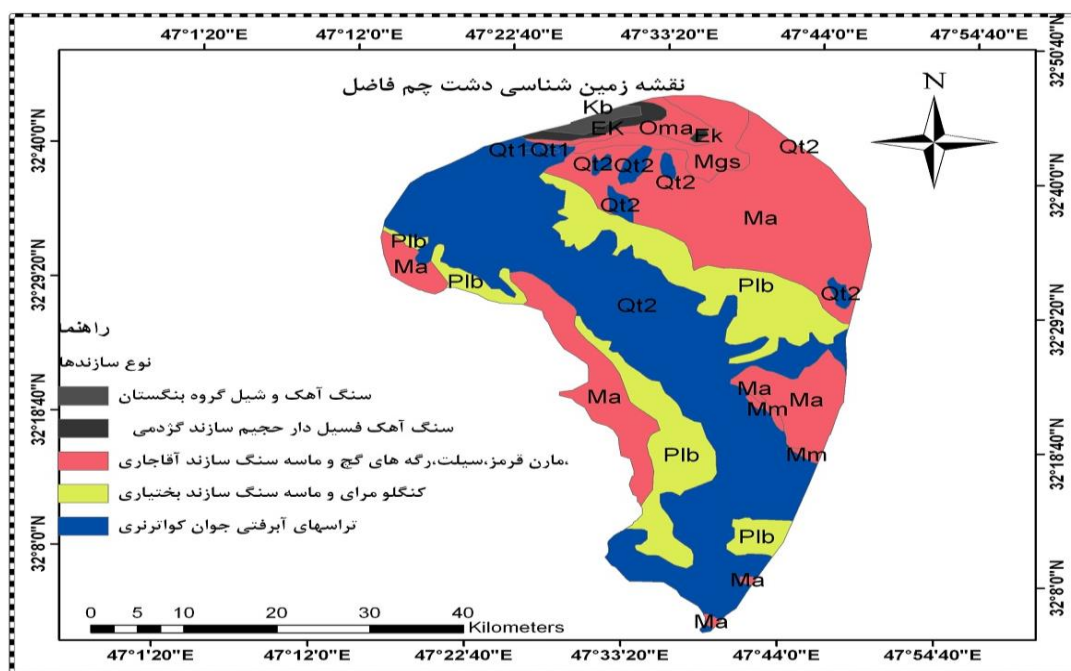 47°1'20"E 47°12'0"E 47°22'40"E 47°33'20"E 47°44'0"E 47°54'40"E
32°50'40"N
نقشه زمین شناسی دشت چم فاضل
N
32°40'0"N
Kb
EK Oma Ek Qt2
Qt1 Qt1 Qt2 Qt2 Mgs
Qt2
32°40'0"N
Qt2 Ma
Plb
Ma
32°29'20"N
Plb Plb Qt2
Qt2
32°29'20"N
راهنما
نوع سازندها
سنگ آهک و شیل گروه بنگستان
سنگ آهک فسیل دار حجیم سازند گژدمی
،مارن قرمز،سیلت،رگه های گچ و ماسه سنگ سازند آقاجاری
کنگلو مرای و ماسه سنگ سازند بختیاری
تراسهای آبرفتی جوان کواترنری
32°18'40"N
Ma Ma Ma
Mm
Plb Mm
32°18'40"N
32°8'0"N
Plb
Ma
32°8'0"N
Ma
0 5 10 20 30 40
Kilometers
47°1'20"E 47°12'0"E 47°22'40"E 47°33'20"E 47°44'0"E 47°54'40"E